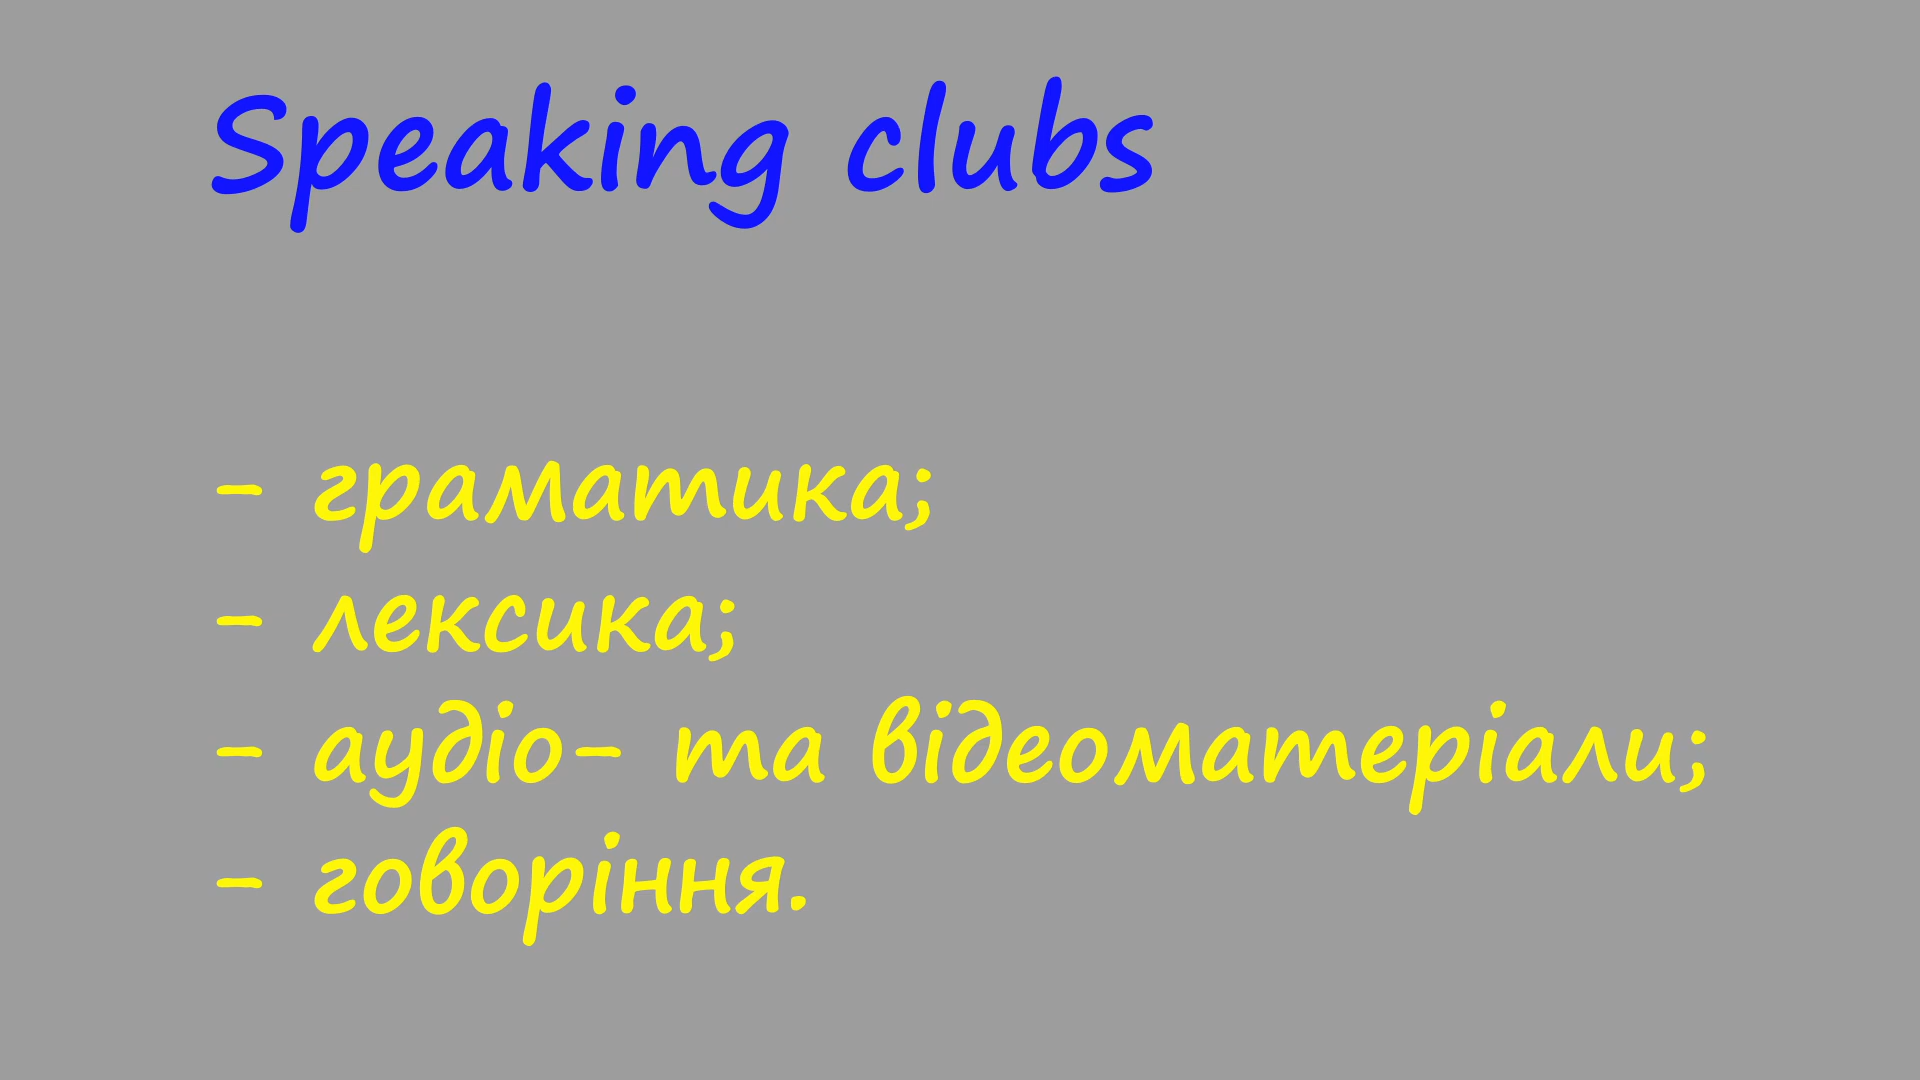 Speaking clubs
- граматика;
- лексика;
- аудіо- та відеоматеріали;
- говоріння.